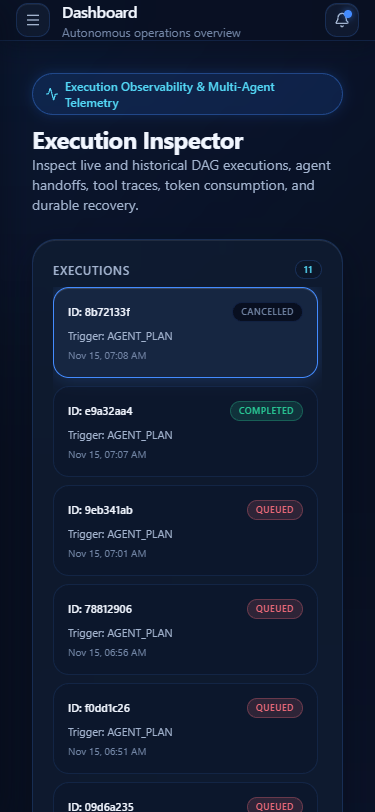 Dashboard
Autonomous operations overview
Execution Observability & Multi-Agent
Telemetry
Execution Inspector
Inspect live and historical DAG executions, agent
handoffs, tool traces, token consumption, and
durable recovery.
EXECUTIONS 11
ID: 8b72133f CANCELLED
Trigger: AGENT_PLAN
Nov 15, 07:08 AM
ID: e9a32aa4 COMPLETED
Trigger: AGENT_PLAN
Nov 15, 07:07 AM
ID: 9eb341ab QUEUED
Trigger: AGENT_PLAN
Nov 15, 07:01 AM
ID: 78812906 QUEUED
Trigger: AGENT_PLAN
Nov 15, 06:56 AM
ID: f0dd1c26 QUEUED
Trigger: AGENT_PLAN
Nov 15, 06:51 AM
ID: 09d6a235 QUEUED